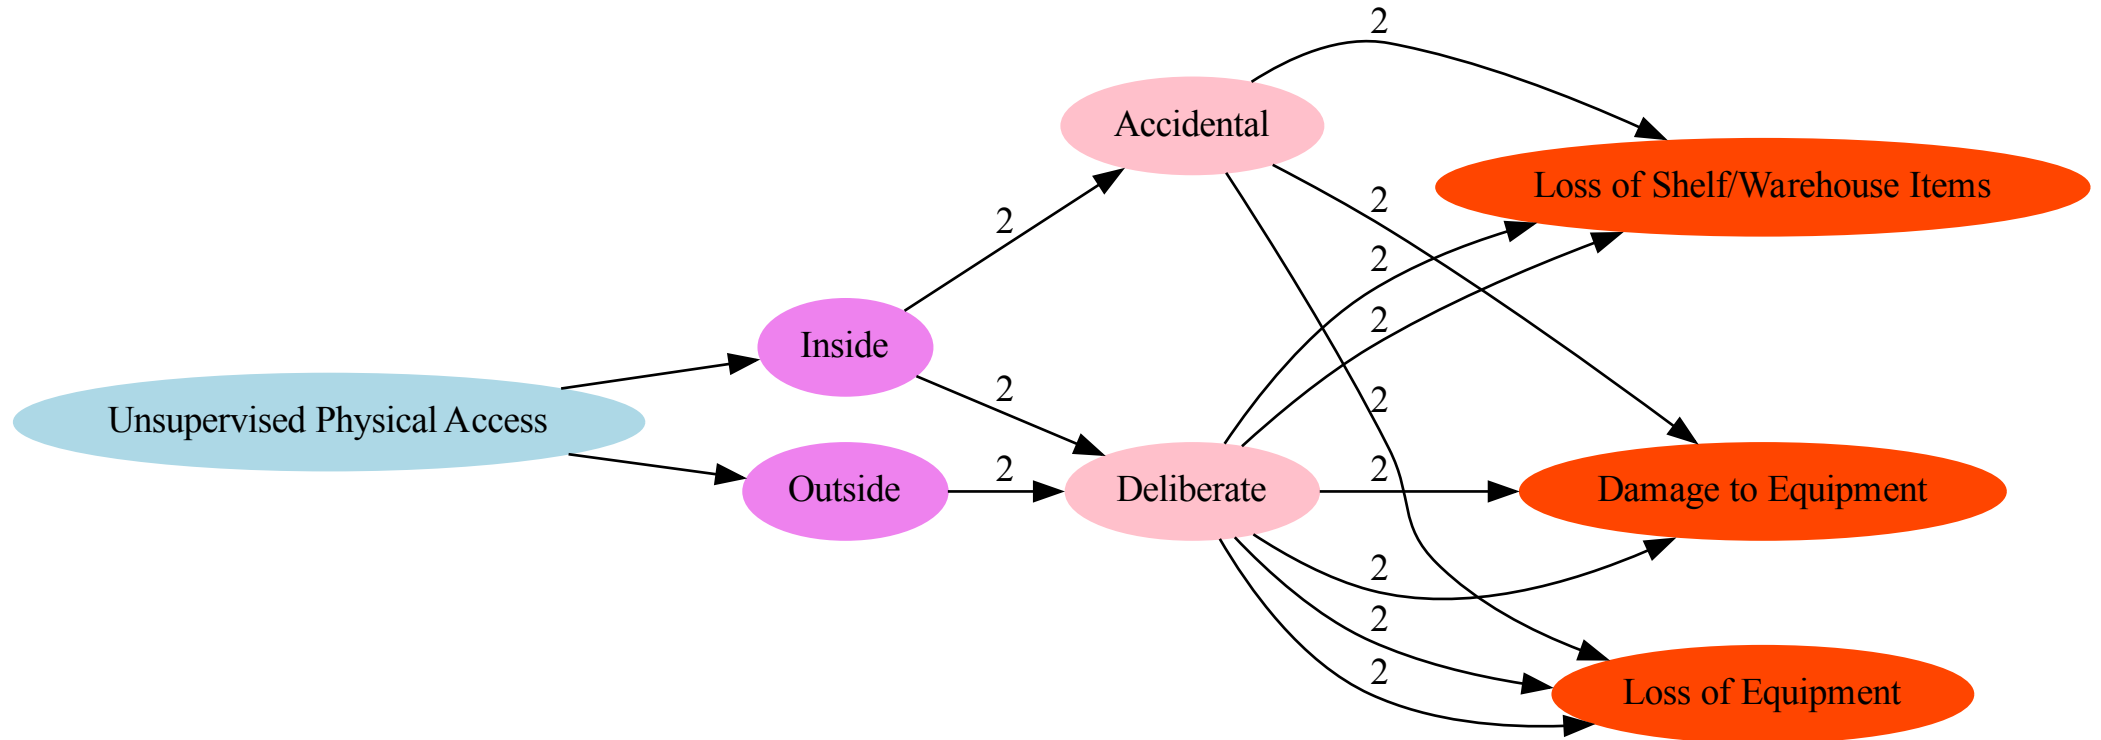 2
Accidental
Loss of Shelf/Warehouse Items
2
2
2
2
Inside
2
2
Unsupervised Physical Access
Outside
2
Deliberate
2
Damage to Equipment
2
2
2
Loss of Equipment